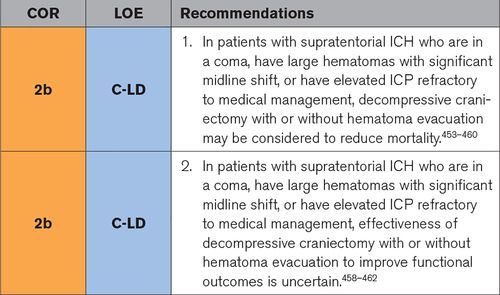 COR LOE Recommendations
2b C-LD 1. In patients with supratentorial ICH who are in
a coma, have large hematomas with significant
midline shift, or have elevated ICP refractory
to medical management, decompressive crani-
ectomy with or without hematoma evacuation
may be considered to reduce mortality.453–460
2b C-LD 2. In patients with supratentorial ICH who are in
a coma, have large hematomas with significant
midline shift, or have elevated ICP refractory
to medical management, effectiveness of
decompressive craniectomy with or without
hematoma evacuation to improve functional
outcomes is uncertain.458–462